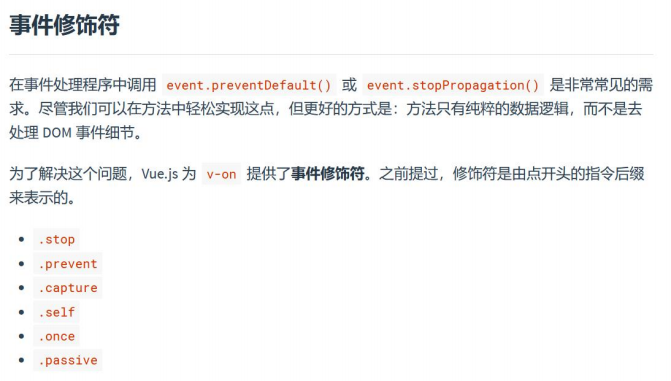 事件修饰符
在事件处理程序中调用 event.preventDefault() 或 event.stopPropagation() 是非常常见的需
求。尽管我们可以在方法中轻松实现这点，但更好的方式是：方法只有纯粹的数据逻辑，而不是去
处理 DOM 事件细节。
为了解决这个问题，Vue.js 为 v-on 提供了事件修饰符。之前提过，修饰符是由点开头的指令后缀
来表示的。
.stop
.prevent
.capture
.self
.once
.passive